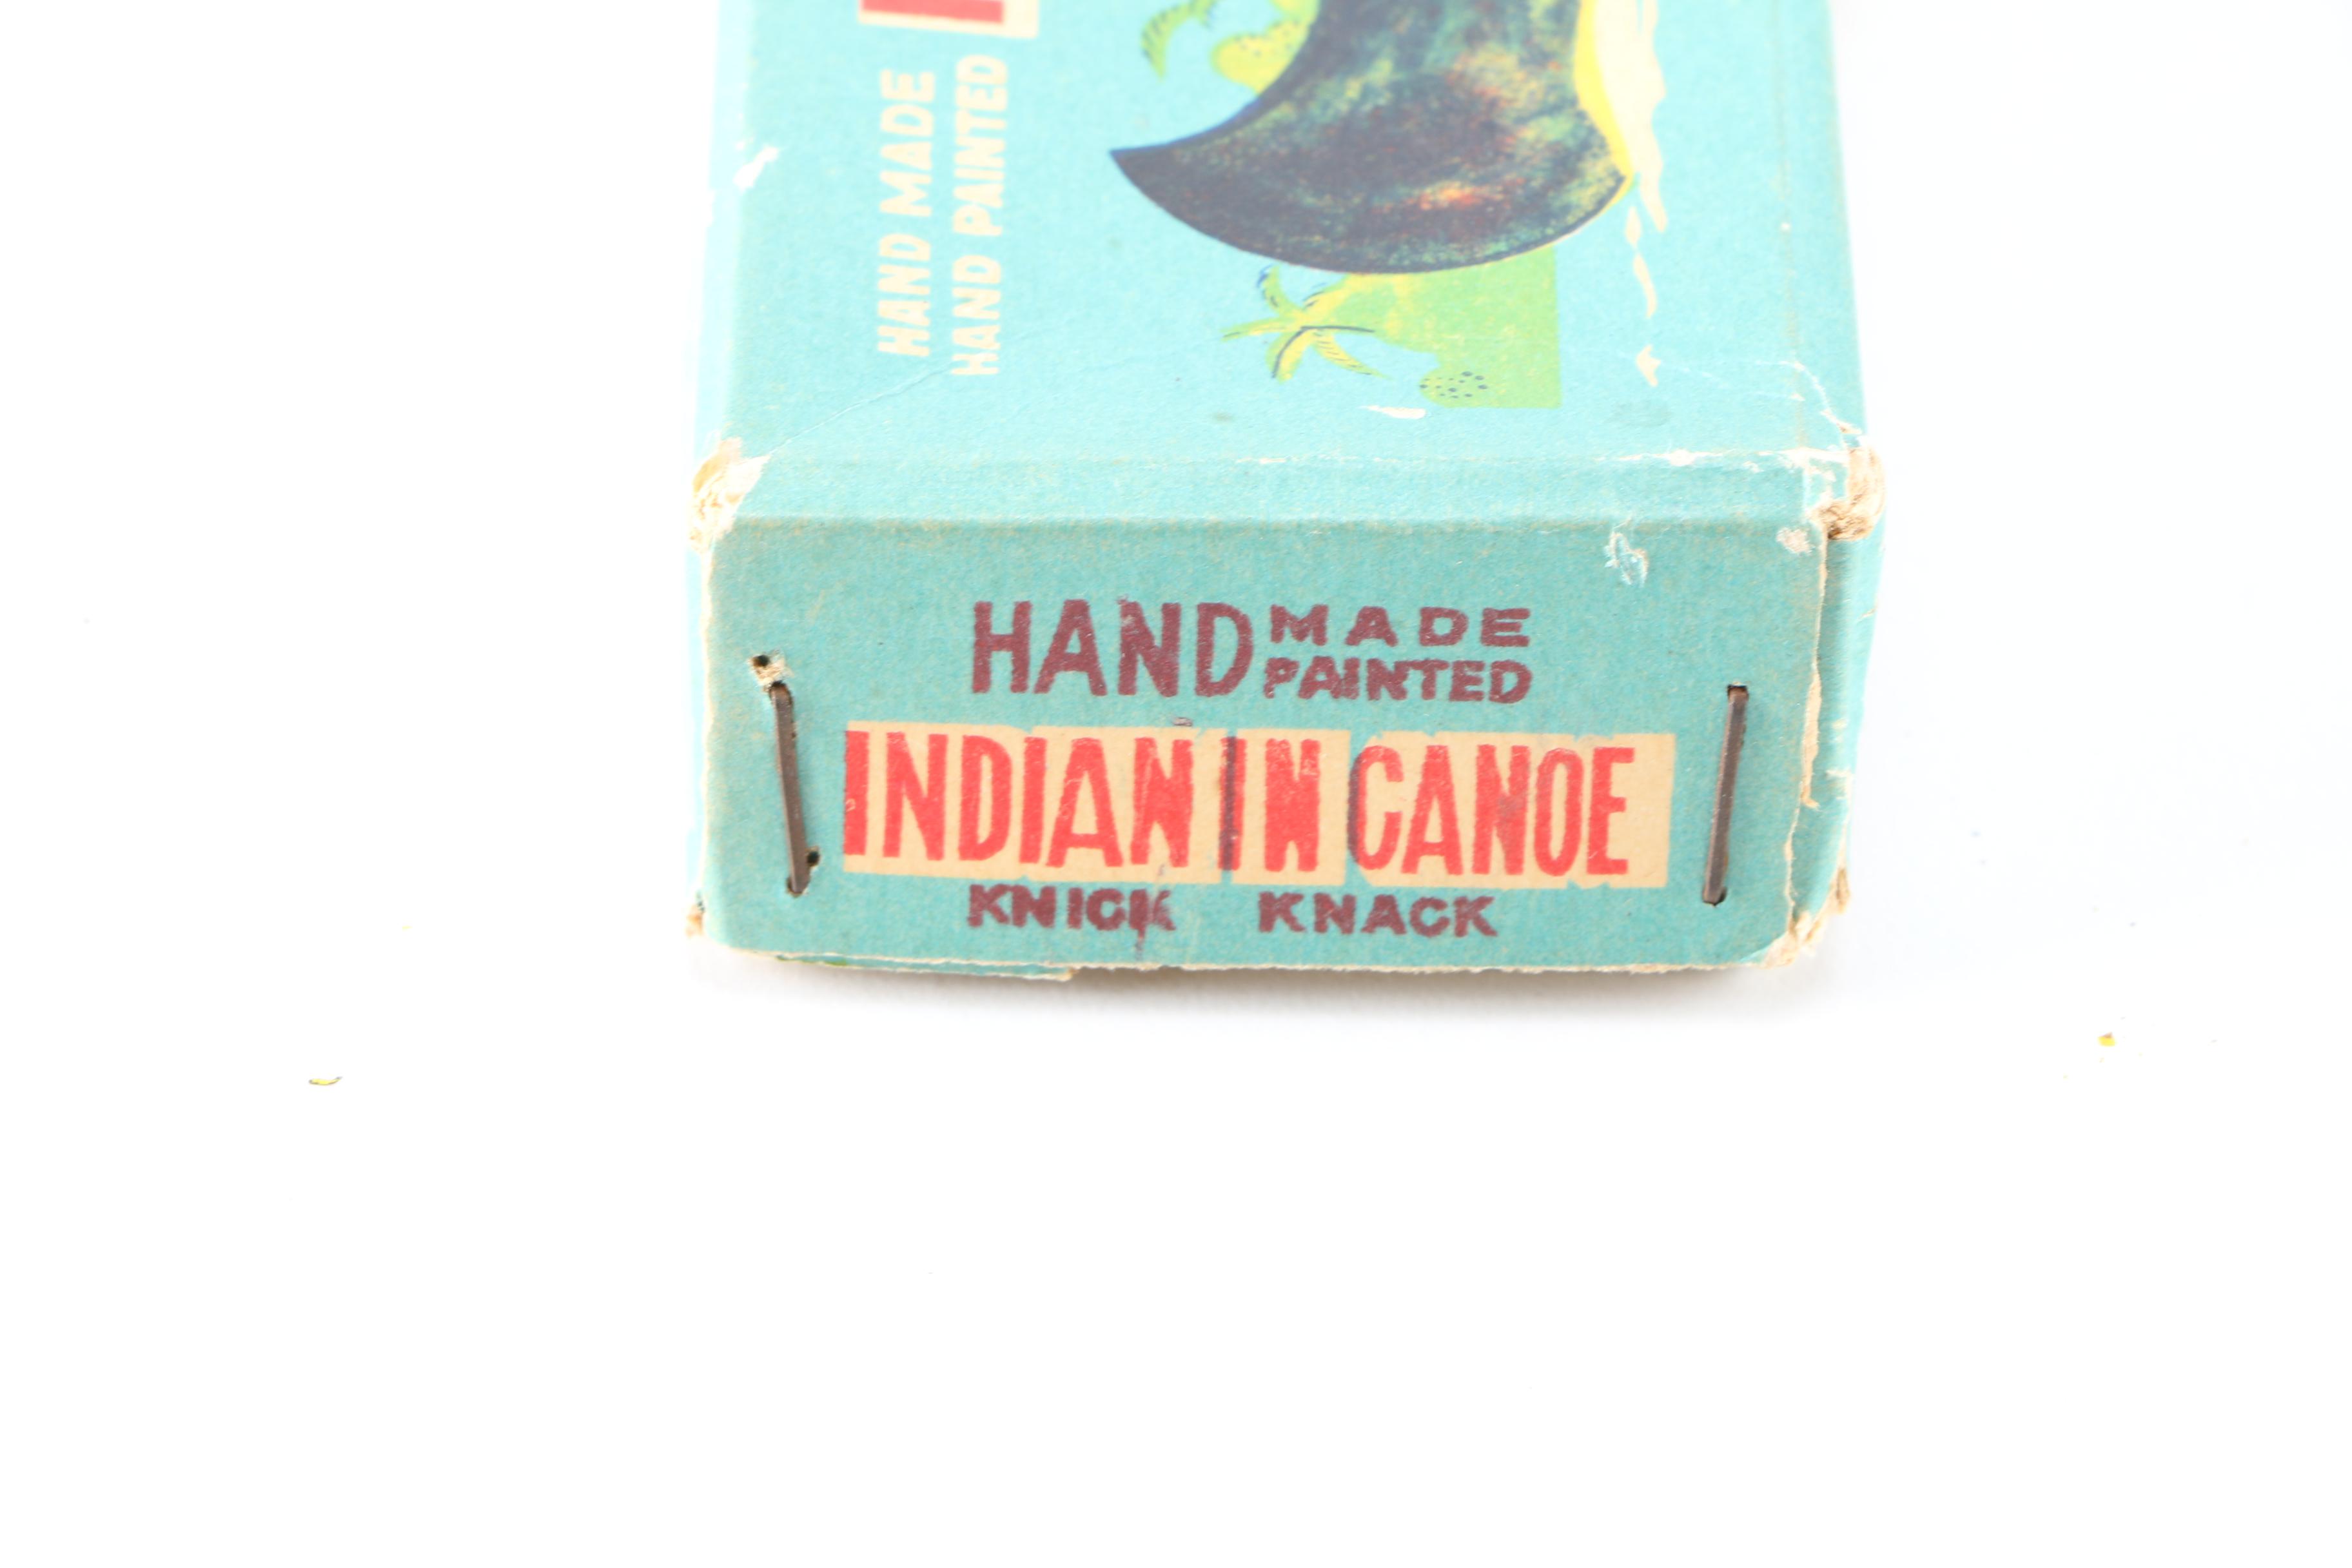 HAND MADE
HAND PAINTED
HAND MADE
PAINTED
INDIAN IN CANOE
KNICK KNACK